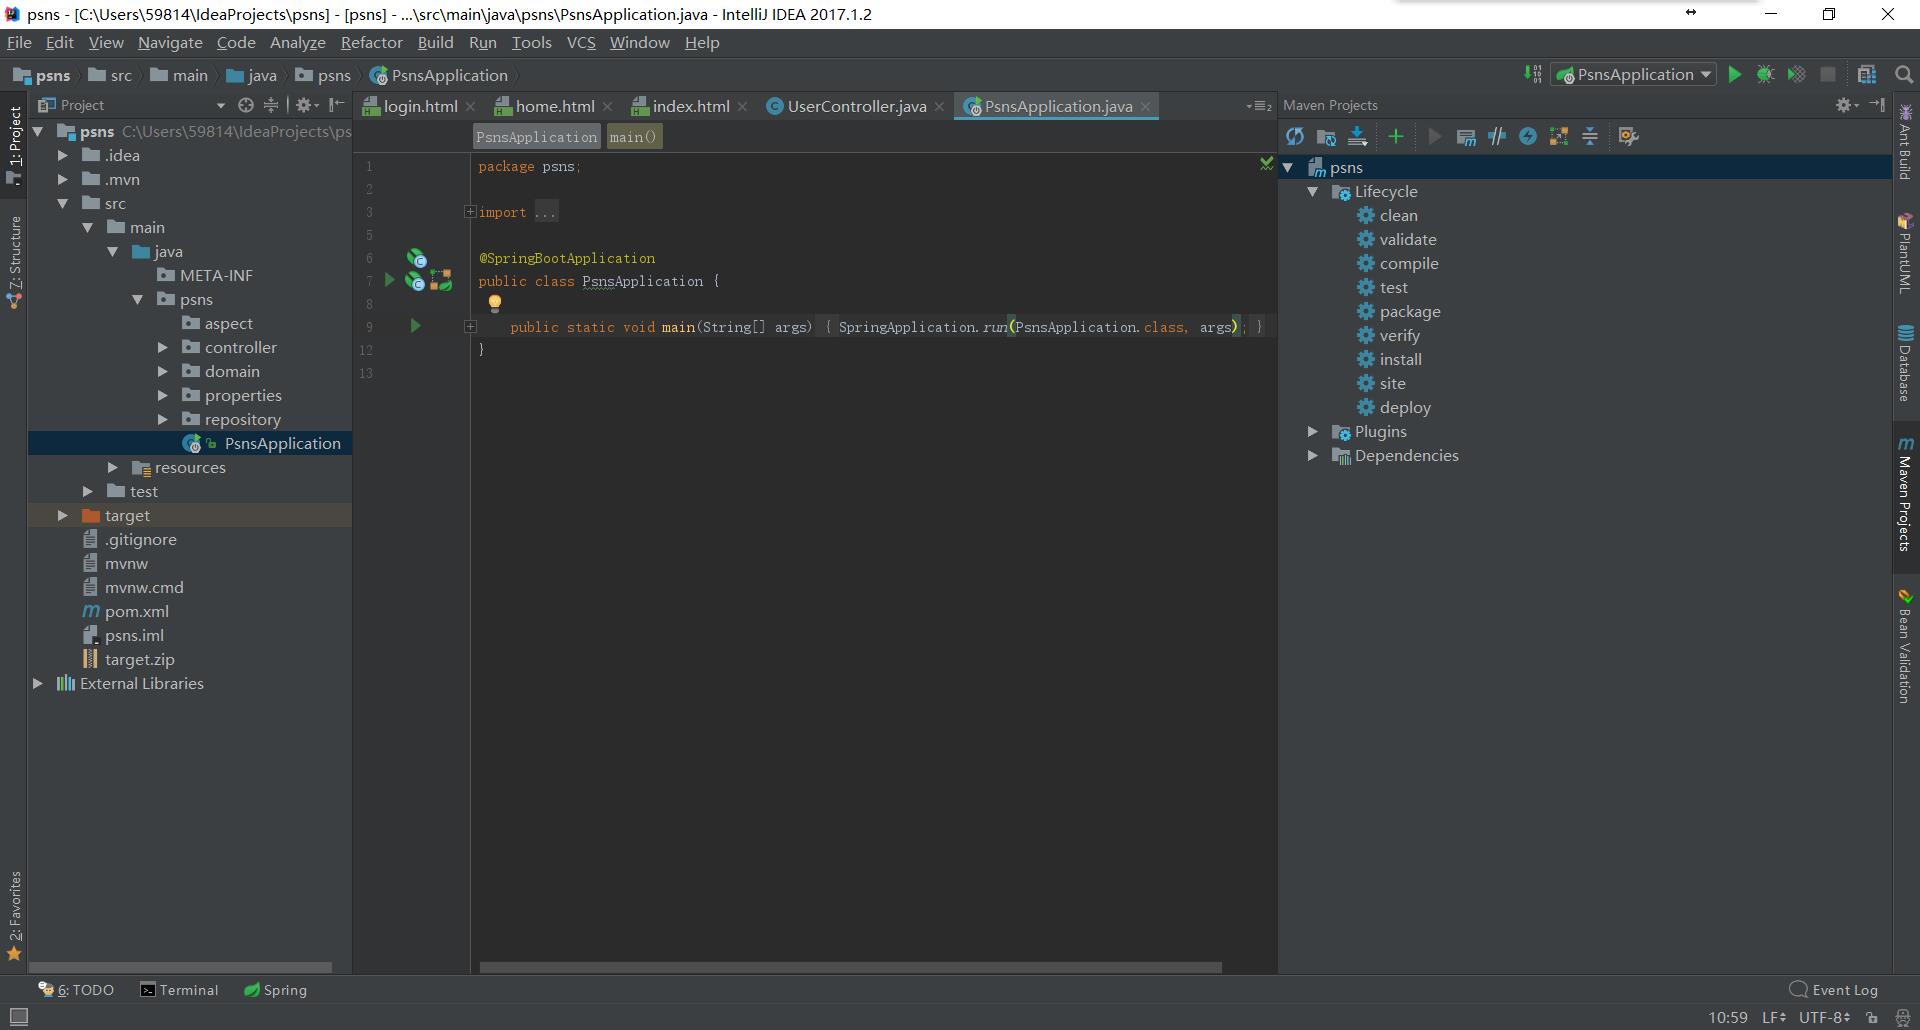 psns - [C:\Users\59814\IdeaProjects\psns] - [psns] - ...\src\main\java\psns\PsnsApplication.java - IntelliJ IDEA 2017.1.2
File Edit View Navigate Code Analyze Refactor Build Run Tools VCS Window Help
psns src main java psns PsnsApplication
PsnsApplication
1: Project
Z: Structure
2: Favorites
Project
psns C:\Users\59814\IdeaProjects\ps
.idea
.mvn
src
main
java
META-INF
psns
aspect
controller
domain
properties
repository
PsnsApplication
resources
test
target
.gitignore
mvnw
mvnw.cmd
pom.xml
psns.iml
target.zip
External Libraries
login.html home.html index.html UserController.java PsnsApplication.java
PsnsApplication main()
1 package psns;
2
3 import ...
5
6 @SpringBootApplication
7 public class PsnsApplication {
8
9 public static void main(String[] args) { SpringApplication.run(PsnsApplication.class, args); }
12 }
13
Maven Projects
psns
Lifecycle
clean
validate
compile
test
package
verify
install
site
deploy
Plugins
Dependencies
Ant Build
PlantUML
Database
Maven Projects
Bean Validation
6: TODO Terminal Spring Event Log
10:59 LF UTF-8